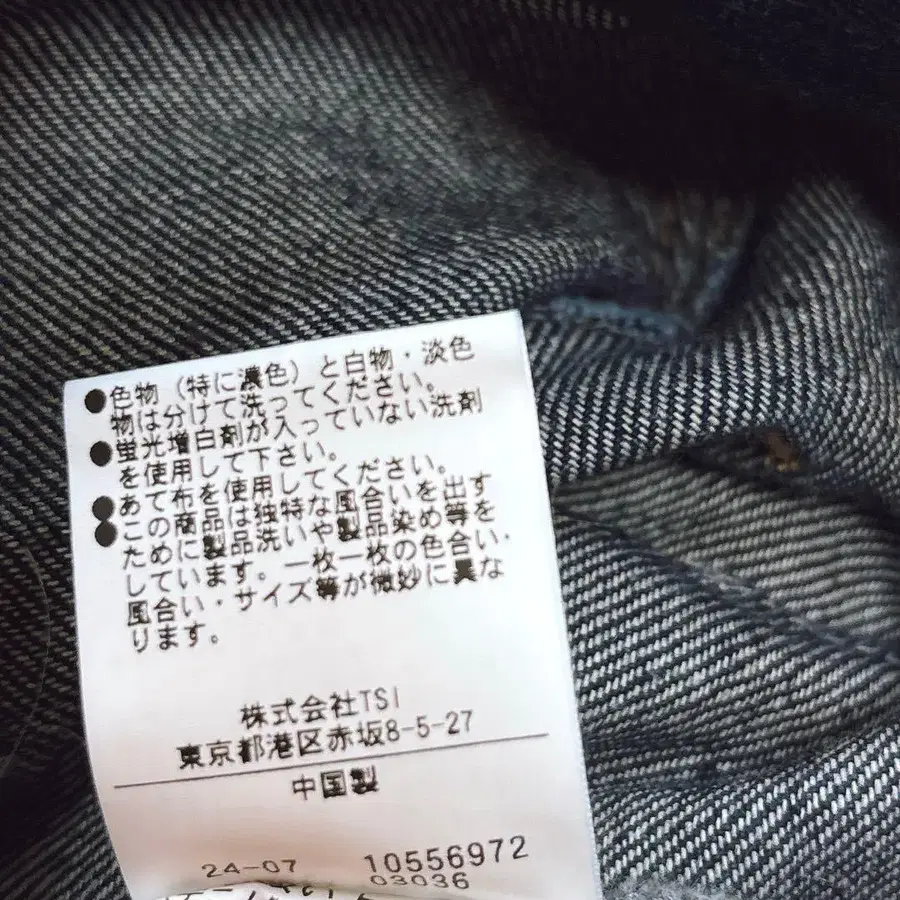 ●色物（特に濃色）と白物・淡色
物は分けて洗ってください。
●蛍光増白剤が入っていない洗剤
を使用して下さい。
●あて布を使用してください。
●この商品は独特な風合いを出す
ために製品洗いや製品染め等を
しています。一枚一枚の色合い・
風合い・サイズ等が微妙に異な
ります。
株式会社TSI
東京都港区赤坂8-5-27
中国製
24-07 10556972
03036